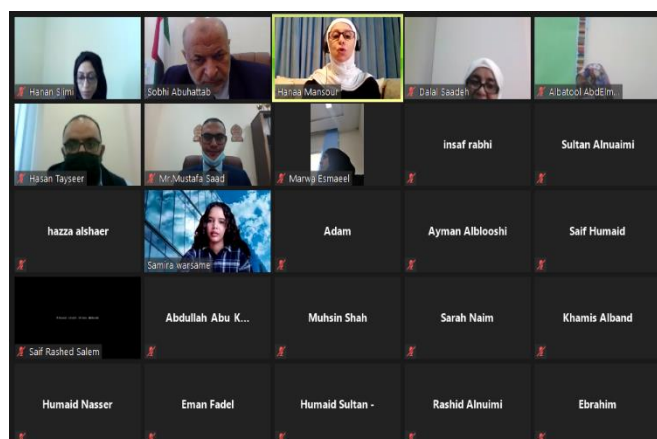 Hanan Slimi
Sobhi Abuhattab
Hanaa Mansour
Dalal Saadeh
Albatool AbdElm...
Hasan Tayseer
Mr.Mustafa Saad
Marwa Esmaeel
insaf rabhi
Sultan Alnuaimi
hazza alshaer
Samira warsame
Adam
Ayman Alblooshi
Saif Humaid
Saif Rashed Salem
Abdullah Abu K...
Muhsin Shah
Sarah Naim
Khamis Alband
Humaid Nasser
Eman Fadel
Humaid Sultan -
Rashid Alnuimi
Ebrahim